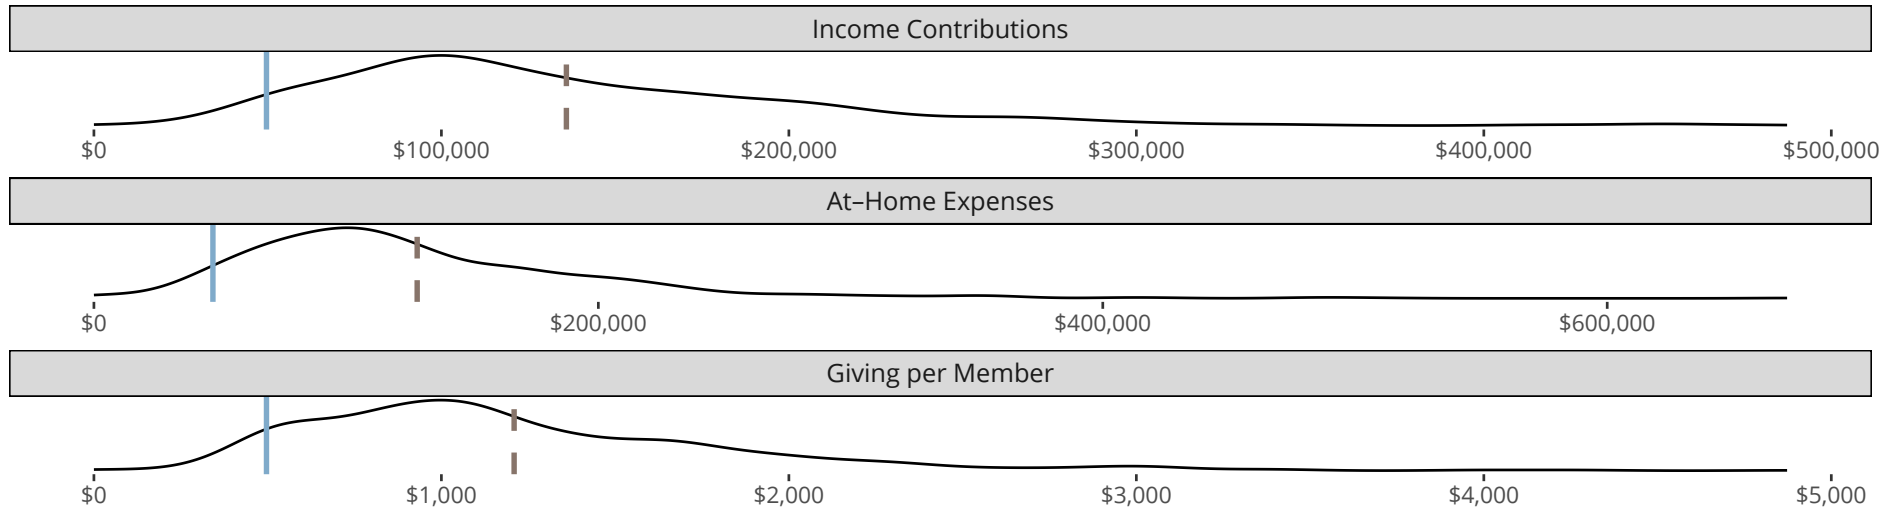 Income Contributions
$0 $100,000 $200,000 $300,000 $400,000 $500,000
At–Home Expenses
$0 $200,000 $400,000 $600,000
Giving per Member
$0 $1,000 $2,000 $3,000 $4,000 $5,000